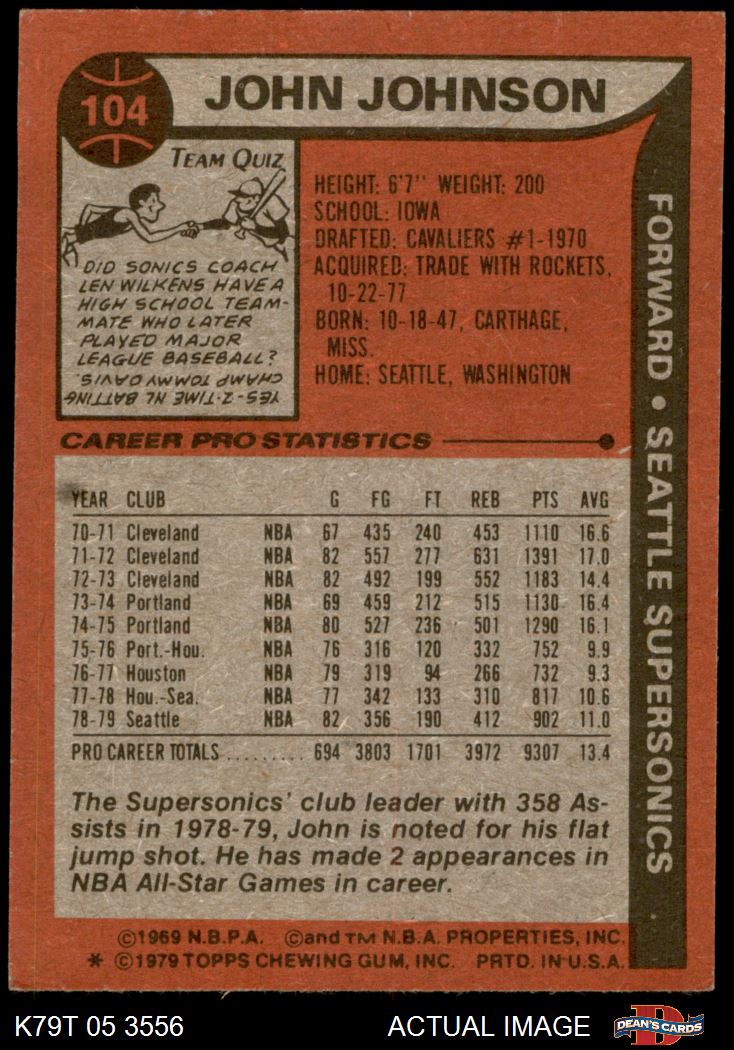 104
JOHN JOHNSON
TEAM QUIZ
DID SONICS COACH
LEN WILKENS HAVE A
HIGH SCHOOL TEAM-
MATE WHO LATER
PLAYED MAJOR
LEAGUE BASEBALL?
YES-2-TIME NL BATTING
CHAMP TOMMY DAVIS.
HEIGHT: 6'7" WEIGHT: 200
SCHOOL: IOWA
DRAFTED: CAVALIERS #1-1970
ACQUIRED: TRADE WITH ROCKETS,
10-22-77
BORN: 10-18-47, CARTHAGE,
MISS.
HOME: SEATTLE, WASHINGTON
FORWARD • SEATTLE SUPERSONICS
CAREER PRO STATISTICS
YEAR CLUB G FG FT REB PTS AVG
70-71 Cleveland NBA 67 435 240 453 1110 16.6
71-72 Cleveland NBA 82 557 277 631 1391 17.0
72-73 Cleveland NBA 82 492 199 552 1183 14.4
73-74 Portland NBA 69 459 212 515 1130 16.4
74-75 Portland NBA 80 527 236 501 1290 16.1
75-76 Port.-Hou. NBA 76 316 120 332 752 9.9
76-77 Houston NBA 79 319 94 266 732 9.3
77-78 Hou.-Sea. NBA 77 342 133 310 817 10.6
78-79 Seattle NBA 82 356 190 412 902 11.0
PRO CAREER TOTALS ......... 694 3803 1701 3972 9307 13.4
The Supersonics' club leader with 358 As-
sists in 1978-79, John is noted for his flat
jump shot. He has made 2 appearances in
NBA All-Star Games in career.
©1969 N.B.P.A. ©and TM N.B.A. PROPERTIES, INC.
* ©1979 TOPPS CHEWING GUM, INC. PRTD. IN U.S.A.
K79T 05 3556
ACTUAL IMAGE
DEAN'S CARDS